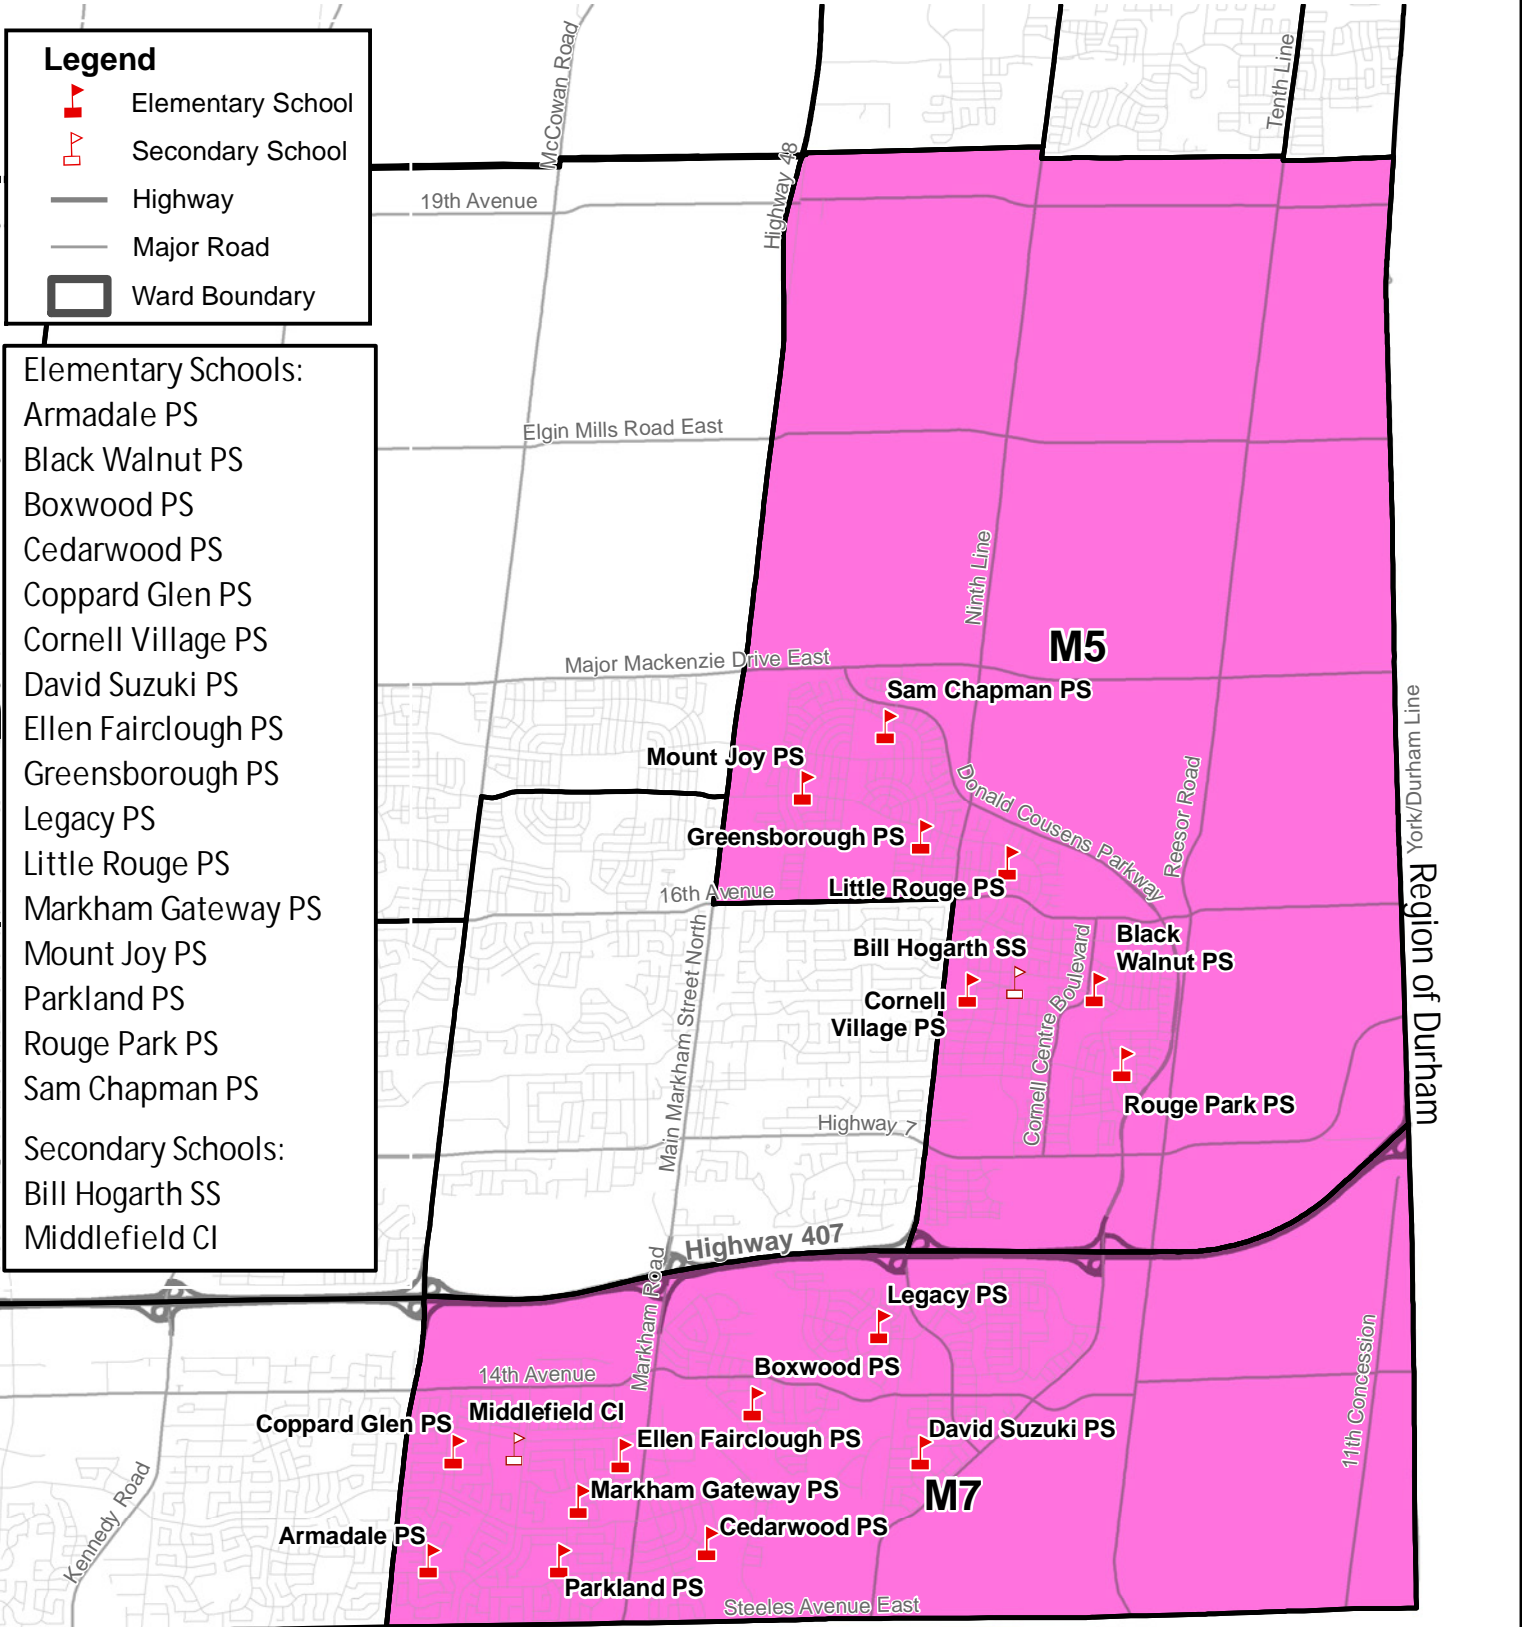 Legend
Elementary School
Secondary School
Highway
Major Road
Ward Boundary
Elementary Schools:
Armadale PS
Black Walnut PS
Boxwood PS
Cedarwood PS
Coppard Glen PS
Cornell Village PS
David Suzuki PS
Ellen Fairclough PS
Greensborough PS
Legacy PS
Little Rouge PS
Markham Gateway PS
Mount Joy PS
Parkland PS
Rouge Park PS
Sam Chapman PS
Secondary Schools:
Bill Hogarth SS
Middlefield CI
McCowan Road
Tenth Line
Highway 48
19th Avenue
Elgin Mills Road East
Ninth Line
M5
Major Mackenzie Drive East
Sam Chapman PS
York/Durham Line
Mount Joy PS
Donald Cousens Parkway
Reesor Road
Greensborough PS
Little Rouge PS
16th Avenue
Region of Durham
Main Markham Street North
Bill Hogarth SS
Cornell Centre Boulevard
Black
Walnut PS
Cornell
Village PS
Rouge Park PS
Highway 7
Highway 407
Markham Road
Legacy PS
11th Concession
Boxwood PS
14th Avenue
Middlefield CI
Coppard Glen PS
Ellen Fairclough PS
David Suzuki PS
Kennedy Road
Markham Gateway PS
M7
Armadale PS
Cedarwood PS
Parkland PS
Steeles Avenue East